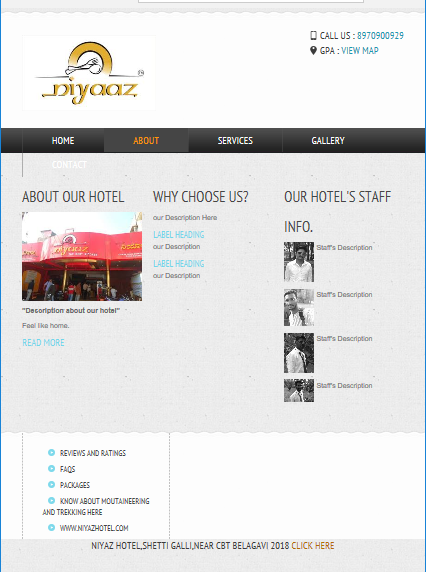 CALL US : 8970900929
niyaaz ®
GPA : VIEW MAP
HOME ABOUT SERVICES GALLERY
CONTACT
ABOUT OUR HOTEL
niyaaz
"Description about our hotel"
Feel like home.
READ MORE
WHY CHOOSE US?
our Description Here
LABEL HEADING
our Description
LABEL HEADING
our Description
OUR HOTEL'S STAFF
INFO.
Staff's Description
Staff's Description
Staff's Description
Staff's Description
REVIEWS AND RATINGS
FAQS
PACKAGES
KNOW ABOUT MOUTAINEERING
AND TREKKING HERE
WWW.NIYAZHOTEL.COM
NIYAZ HOTEL,SHETTI GALLI,NEAR CBT BELAGAVI 2018 CLICK HERE